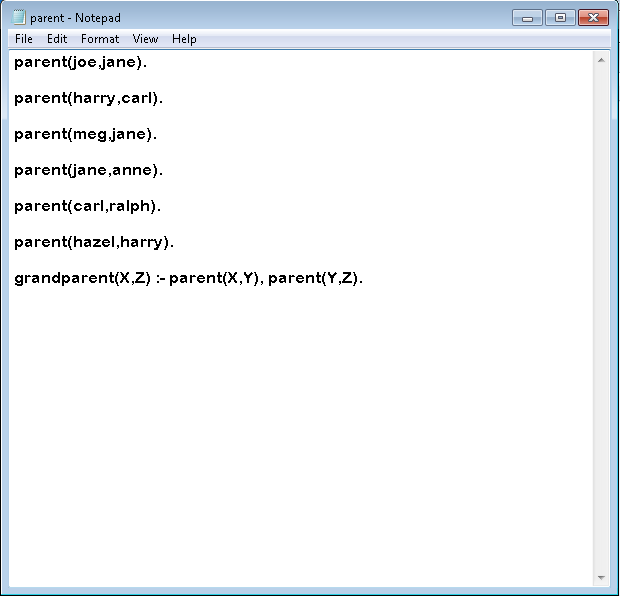 parent - Notepad
File Edit Format View Help
parent(joe,jane).
parent(harry,carl).
parent(meg,jane).
parent(jane,anne).
parent(carl,ralph).
parent(hazel,harry).
grandparent(X,Z) :- parent(X,Y), parent(Y,Z).